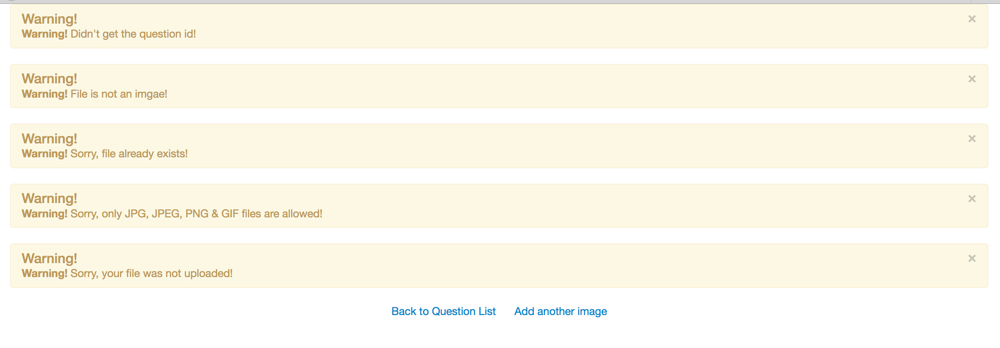 Warning!
Warning! Didn't get the question id!
Warning!
Warning! File is not an imgae!
Warning!
Warning! Sorry, file already exists!
Warning!
Warning! Sorry, only JPG, JPEG, PNG & GIF files are allowed!
Warning!
Warning! Sorry, your file was not uploaded!
Back to Question List Add another image